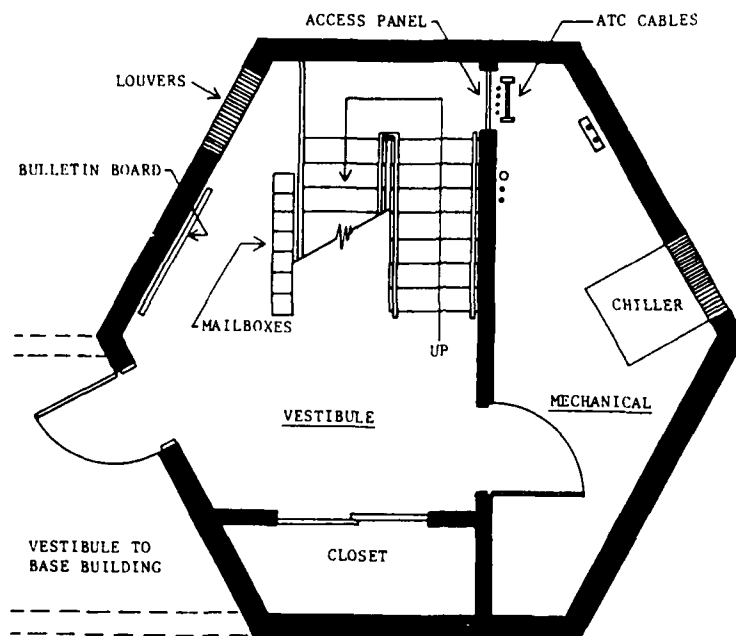 ACCESS PANEL
ATC CABLES
LOUVERS
BULLETIN BOARD
CHILLER
MAILBOXES
UP
MECHANICAL
VESTIBULE
VESTIBULE TO
BASE BUILDING
CLOSET